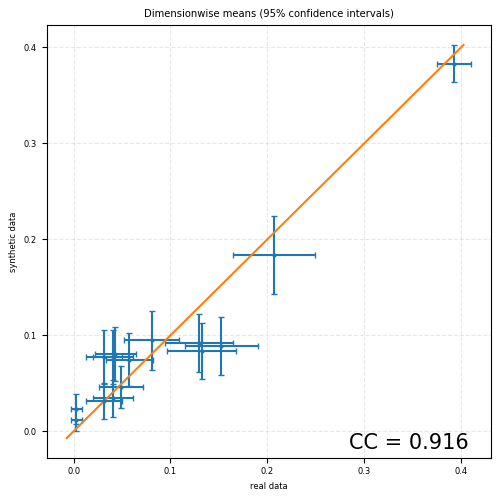 Dimensionwise means (95% confidence intervals)
0.4
0.3
0.2
0.1
0.0
synthetic data
CC = 0.916
0.0 0.1 0.2 0.3 0.4
real data